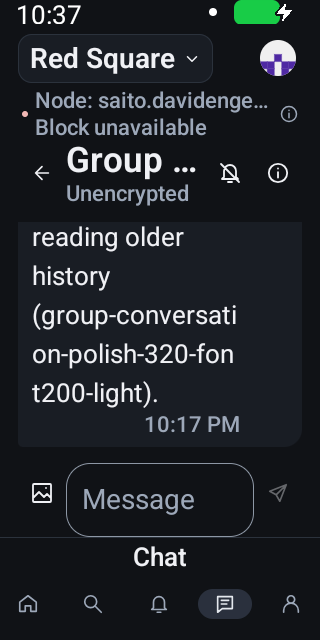 10:37
Red Square
Node: saito.davidenge...
Block unavailable
Group ...
Unencrypted
reading older
history
(group-conversati
on-polish-320-fon
t200-light).
10:17 PM
Message
Chat